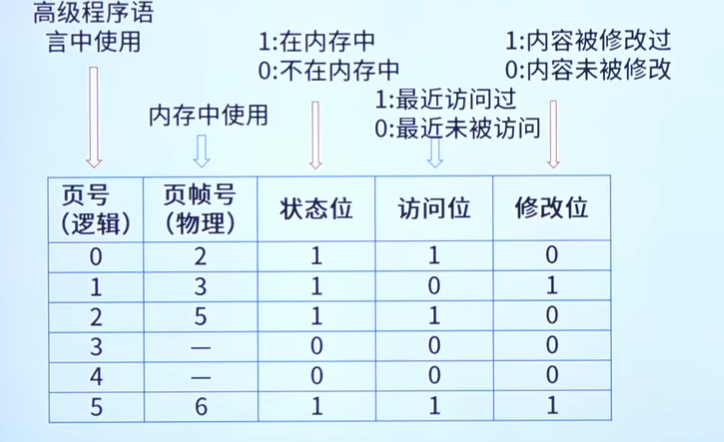 高级程序语
言中使用
1:在内存中
0:不在内存中
1:内容被修改过
0:内容未被修改
1:最近访问过
0:最近未被访问
内存中使用
页号
（逻辑）
页帧号
（物理）
状态位
访问位
修改位
0 2 1 1 0
1 3 1 0 1
2 5 1 1 0
3 — 0 0 0
4 — 0 0 0
5 6 1 1 1